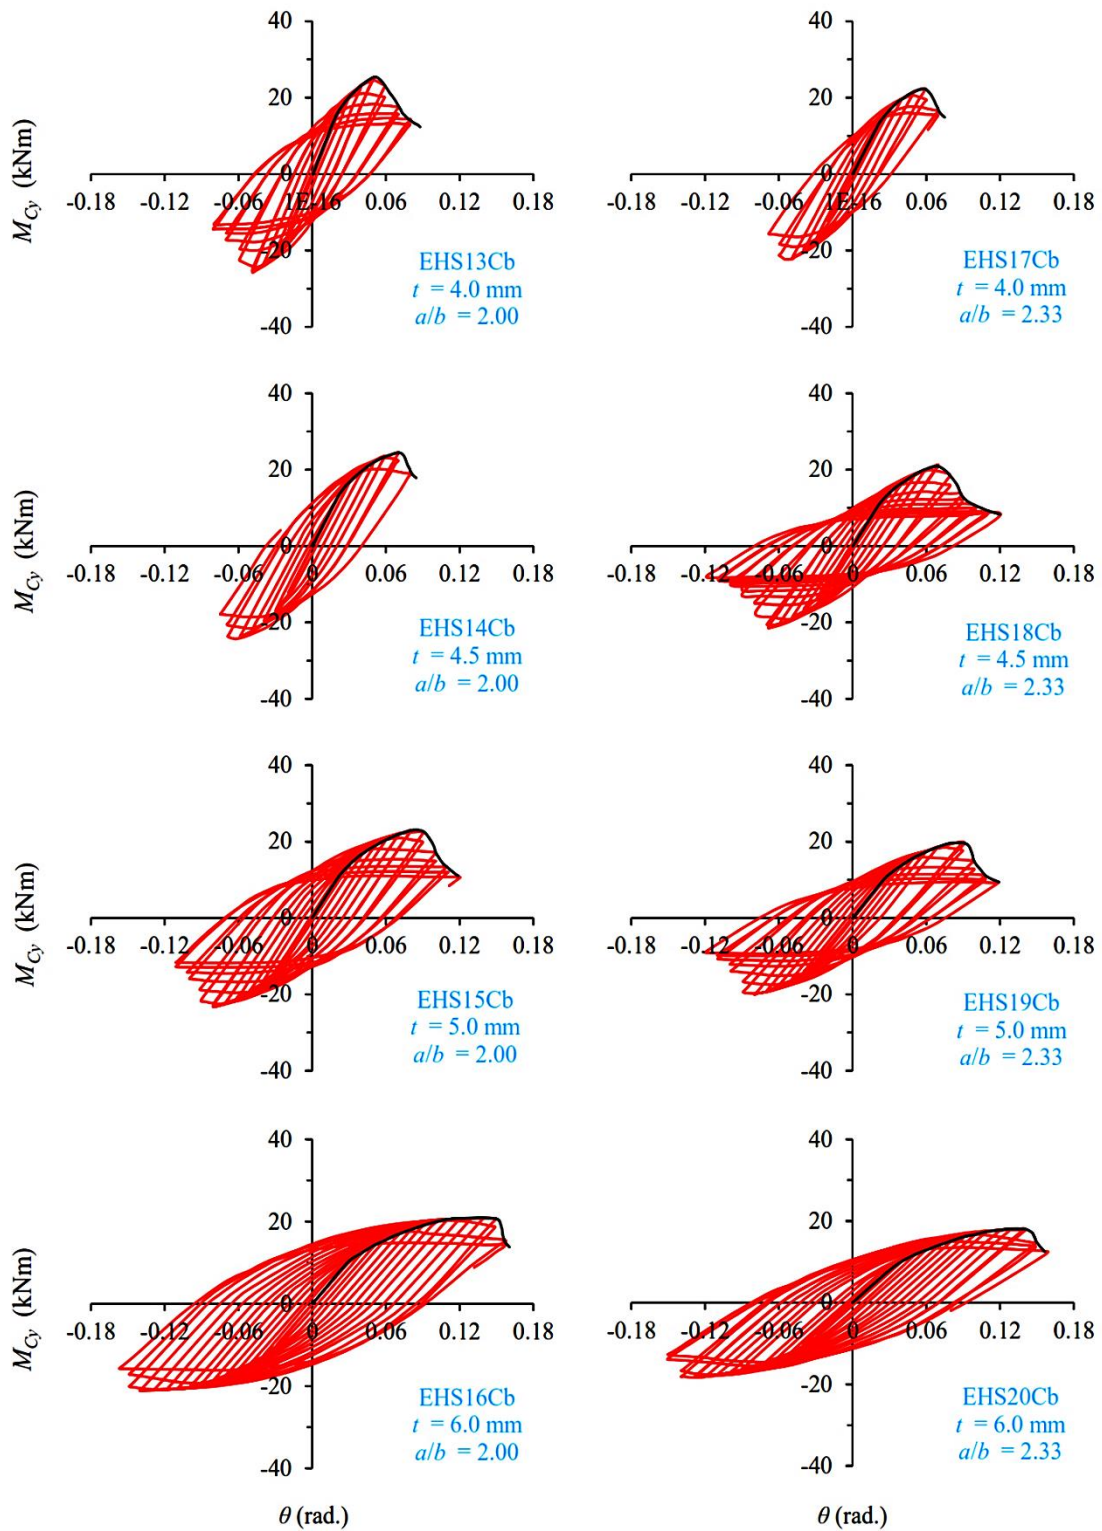 40
20
0
-20
-40
-0.18
-0.12
-0.06
1E-16
0.06
0.12
0.18
M_Cy (kNm)
EHS13Cb
t = 4.0 mm
a/b = 2.00
40
20
0
-20
-40
-0.18
-0.12
-0.06
1E-16
0.06
0.12
0.18
EHS17Cb
t = 4.0 mm
a/b = 2.33
40
20
0
-20
-40
-0.18
-0.12
-0.06
0
0.06
0.12
0.18
M_Cy (kNm)
EHS14Cb
t = 4.5 mm
a/b = 2.00
40
20
0
-20
-40
-0.18
-0.12
-0.06
0
0.06
0.12
0.18
EHS18Cb
t = 4.5 mm
a/b = 2.33
40
20
0
-20
-40
-0.18
-0.12
-0.06
0
0.06
0.12
0.18
M_Cy (kNm)
EHS15Cb
t = 5.0 mm
a/b = 2.00
40
20
0
-20
-40
-0.18
-0.12
-0.06
0
0.06
0.12
0.18
EHS19Cb
t = 5.0 mm
a/b = 2.33
40
20
0
-20
-40
-0.18
-0.12
-0.06
0
0.06
0.12
0.18
M_Cy (kNm)
EHS16Cb
t = 6.0 mm
a/b = 2.00
θ (rad.)
40
20
0
-20
-40
-0.18
-0.12
-0.06
0
0.06
0.12
0.18
EHS20Cb
t = 6.0 mm
a/b = 2.33
θ (rad.)